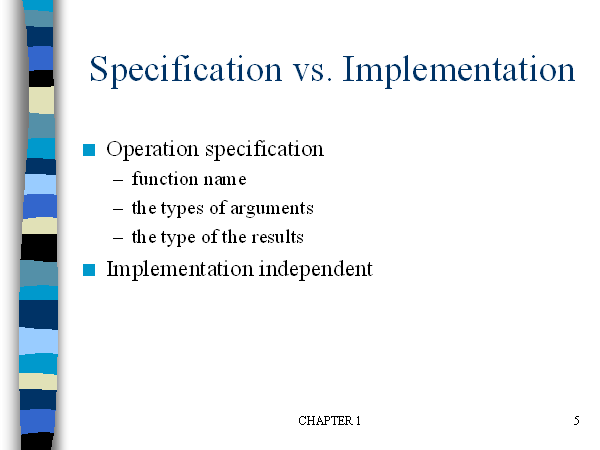 Specification vs. Implementation
Operation specification
– function name
– the types of arguments
– the type of the results
Implementation independent
CHAPTER 1
5